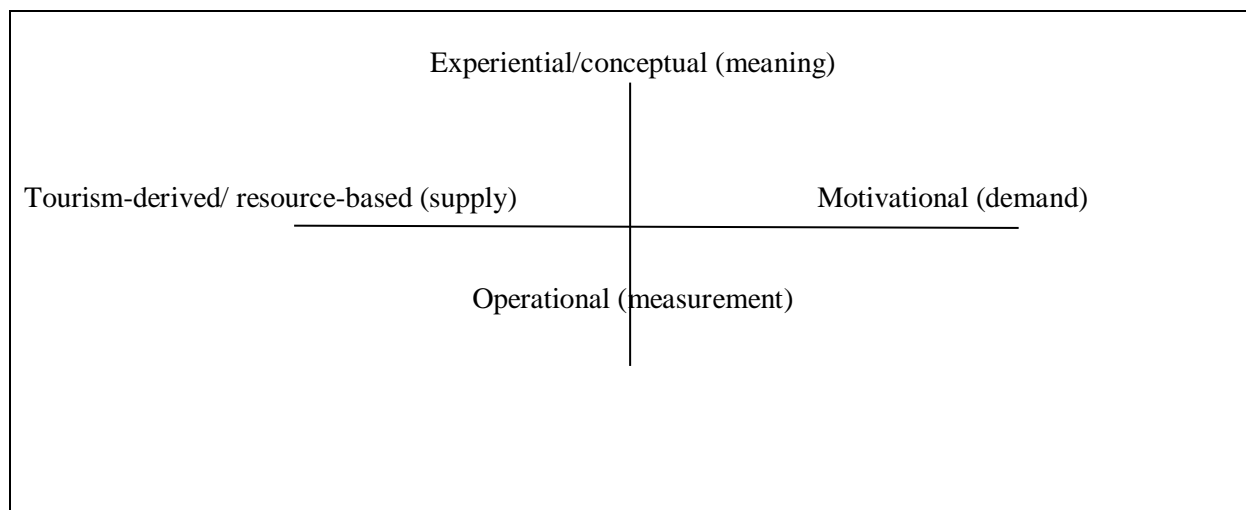 Experiential/conceptual (meaning)
Tourism-derived/ resource-based (supply)
Motivational (demand)
Operational (measurement)